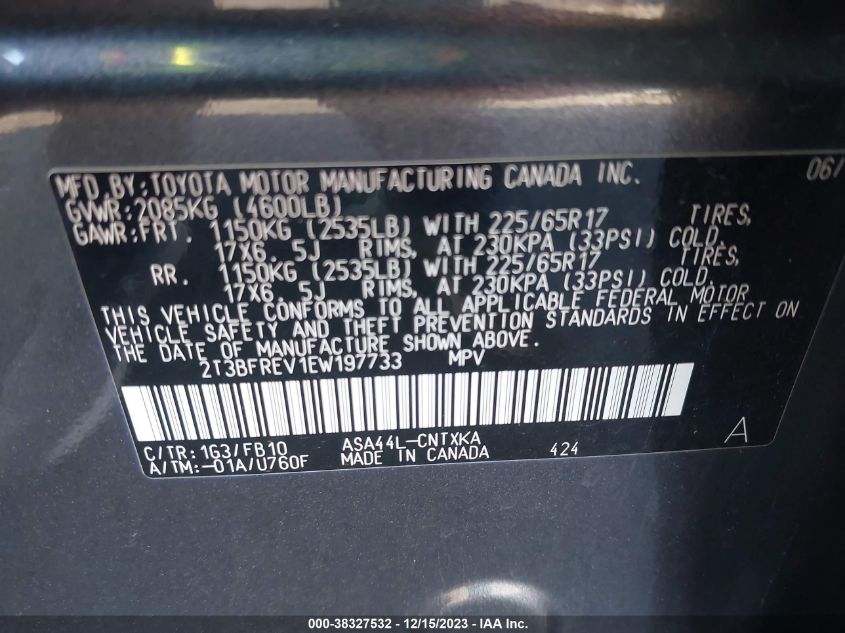 MFD. BY: TOYOTA MOTOR MANUFACTURING CANADA INC. 06/
GVWR: 2085KG (4600LB)
GAWR: FRT. 1150KG (2535LB) WITH 225/65R17 TIRES,
17X6. 5J RIMS, AT 230KPA (33PSI) COLD.
RR. 1150KG (2535LB) WITH 225/65R17 TIRES,
17X6. 5J RIMS, AT 230KPA (33PSI) COLD.
THIS VEHICLE CONFORMS TO ALL APPLICABLE FEDERAL MOTOR
VEHICLE SAFETY AND THEFT PREVENTION STANDARDS IN EFFECT ON
THE DATE OF MANUFACTURE SHOWN ABOVE.
2T3BFREV1EW197733 MPV
C/TR: 1G3/FB10 ASA44L-CNTXKA A
A/TM: -01A/U760F MADE IN CANADA 424
000-38327532 - 12/15/2023 - IAA Inc.